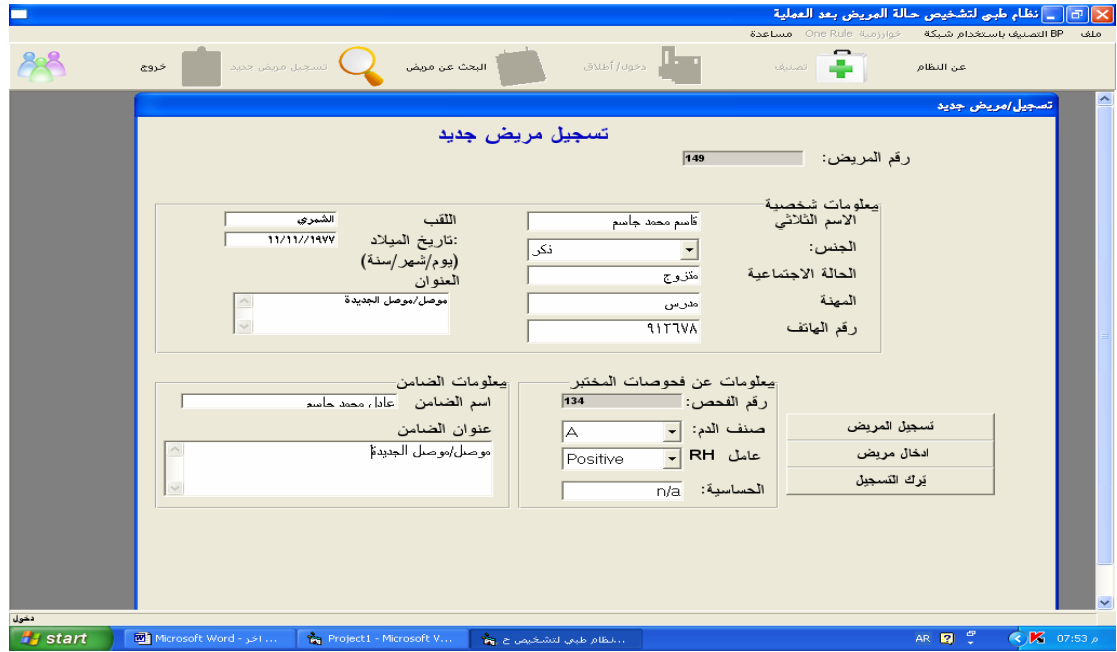 نظام طبي لتشخيص حالة المريض بعد العملية
ملف التصنيف باستخدام شبكة BP خوارزمية One Rule مساعدة
عن النظام تصنيف دخول/أطلاق البحث عن مريض تسجيل مريض جديد خروج
تسجيل/مريض جديد
تسجيل مريض جديد
رقم المريض: 149
معلومات شخصية
الاسم الثلاثي قاسم محمد جاسم اللقب الشمري
الجنس: ذكر تاريخ الميلاد: ١١/١١//١٩٧٧
(يوم/شهر/سنة)
الحالة الاجتماعية متزوج العنوان
المهنة مدرس موصل/موصل الجديدة
رقم الهاتف ٩١٢٦٧٨
معلومات عن فحوصات المختبر معلومات الضامن
رقم الفحص: 134 اسم الضامن عادل محمد جاسم
صنف الدم: A عنوان الضامن
عامل RH Positive موصل/موصل الجديدة
الحساسية: n/a
تسجيل المريض
ادخال مريض
ترك التسجيل
دخول
start Microsoft Word - اخر ... Project1 - Microsoft V... نظام طبي لتشخيص ح... AR 07:53 م